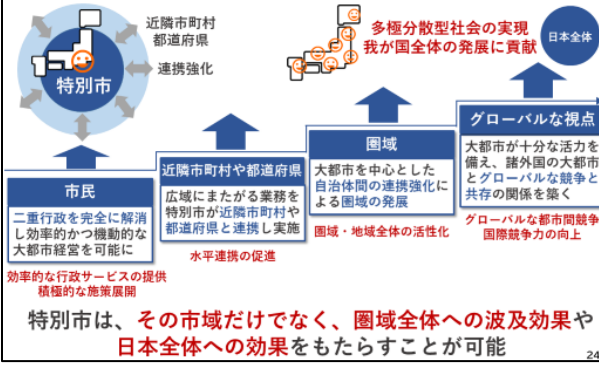 近隣市町村
都道府県
連携強化
特別市
多極分散型社会の実現
我が国全体の発展に貢献
日本全体
市民
二重行政を完全に解消
し効率的かつ機動的な
大都市経営を可能に
効率的な行政サービスの提供
積極的な施策展開
近隣市町村や都道府県
広域にまたがる業務を
特別市が近隣市町村や
都道府県と連携し実施
水平連携の促進
圏域
大都市を中心とした
自治体間の連携強化に
よる圏域の発展
圏域・地域全体の活性化
グローバルな視点
大都市が十分な活力を
備え、諸外国の大都市
とグローバルな競争と
共存の関係を築く
グローバルな都市間競争
国際競争力の向上
特別市は、その市域だけでなく、圏域全体への波及効果や
日本全体への効果をもたらすことが可能
24